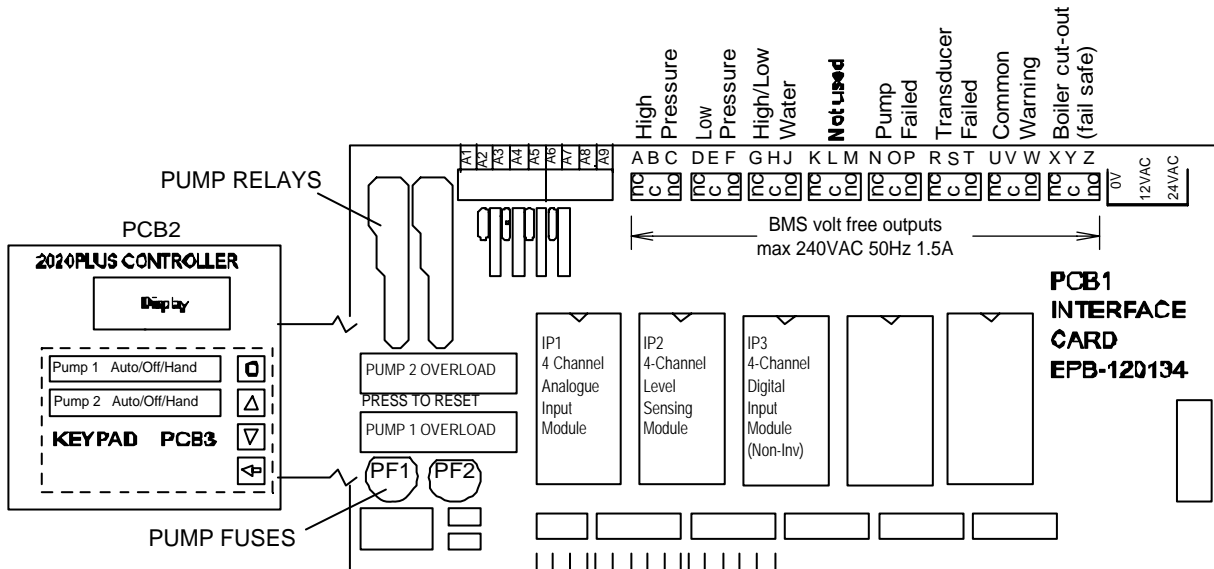 High
Pressure
Low
Pressure
High/Low
Water
Not used
Pump
Failed
Transducer
Failed
Common
Warning
Boiler cut-out
(fail safe)
A1 A2 A3 A4 A5 A6 A7 A8 A9
A B C D E F G H J K L M N O P R S T U V W X Y Z
nc c no nc c no nc c no nc c no nc c no nc c no nc c no nc c no
0V
12VAC
24VAC
BMS volt free outputs
max 240VAC 50Hz 1.5A
PUMP RELAYS
PCB2
2020PLUS CONTROLLER
Display
Pump 1 Auto/Off/Hand
Pump 2 Auto/Off/Hand
KEYPAD PCB3
PUMP 2 OVERLOAD
PRESS TO RESET
PUMP 1 OVERLOAD
PF1 PF2
PUMP FUSES
IP1
4 Channel
Analogue
Input
Module
IP2
4-Channel
Level
Sensing
Module
IP3
4-Channel
Digital
Input
Module
(Non-Inv)
PCB1
INTERFACE
CARD
EPB-120134